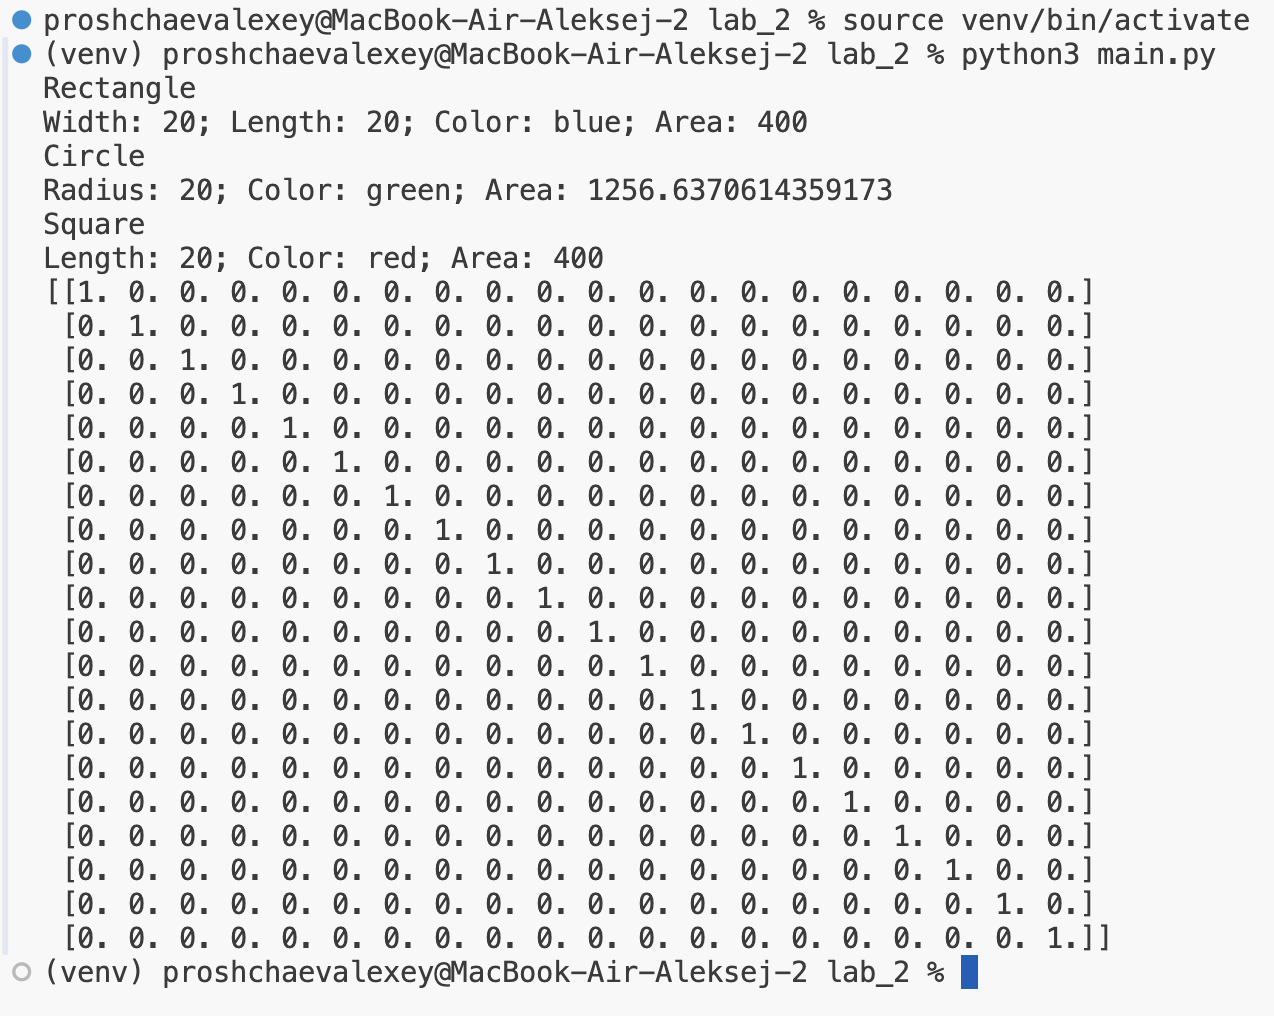 proshchaevalexey@MacBook-Air-Aleksej-2 lab_2 % source venv/bin/activate
(venv) proshchaevalexey@MacBook-Air-Aleksej-2 lab_2 % python3 main.py
Rectangle
Width: 20; Length: 20; Color: blue; Area: 400
Circle
Radius: 20; Color: green; Area: 1256.6370614359173
Square
Length: 20; Color: red; Area: 400
[[1. 0. 0. 0. 0. 0. 0. 0. 0. 0. 0. 0. 0. 0. 0. 0. 0. 0. 0. 0.]
 [0. 1. 0. 0. 0. 0. 0. 0. 0. 0. 0. 0. 0. 0. 0. 0. 0. 0. 0. 0.]
 [0. 0. 1. 0. 0. 0. 0. 0. 0. 0. 0. 0. 0. 0. 0. 0. 0. 0. 0. 0.]
 [0. 0. 0. 1. 0. 0. 0. 0. 0. 0. 0. 0. 0. 0. 0. 0. 0. 0. 0. 0.]
 [0. 0. 0. 0. 1. 0. 0. 0. 0. 0. 0. 0. 0. 0. 0. 0. 0. 0. 0. 0.]
 [0. 0. 0. 0. 0. 1. 0. 0. 0. 0. 0. 0. 0. 0. 0. 0. 0. 0. 0. 0.]
 [0. 0. 0. 0. 0. 0. 1. 0. 0. 0. 0. 0. 0. 0. 0. 0. 0. 0. 0. 0.]
 [0. 0. 0. 0. 0. 0. 0. 1. 0. 0. 0. 0. 0. 0. 0. 0. 0. 0. 0. 0.]
 [0. 0. 0. 0. 0. 0. 0. 0. 1. 0. 0. 0. 0. 0. 0. 0. 0. 0. 0. 0.]
 [0. 0. 0. 0. 0. 0. 0. 0. 0. 1. 0. 0. 0. 0. 0. 0. 0. 0. 0. 0.]
 [0. 0. 0. 0. 0. 0. 0. 0. 0. 0. 1. 0. 0. 0. 0. 0. 0. 0. 0. 0.]
 [0. 0. 0. 0. 0. 0. 0. 0. 0. 0. 0. 1. 0. 0. 0. 0. 0. 0. 0. 0.]
 [0. 0. 0. 0. 0. 0. 0. 0. 0. 0. 0. 0. 1. 0. 0. 0. 0. 0. 0. 0.]
 [0. 0. 0. 0. 0. 0. 0. 0. 0. 0. 0. 0. 0. 1. 0. 0. 0. 0. 0. 0.]
 [0. 0. 0. 0. 0. 0. 0. 0. 0. 0. 0. 0. 0. 0. 1. 0. 0. 0. 0. 0.]
 [0. 0. 0. 0. 0. 0. 0. 0. 0. 0. 0. 0. 0. 0. 0. 1. 0. 0. 0. 0.]
 [0. 0. 0. 0. 0. 0. 0. 0. 0. 0. 0. 0. 0. 0. 0. 0. 1. 0. 0. 0.]
 [0. 0. 0. 0. 0. 0. 0. 0. 0. 0. 0. 0. 0. 0. 0. 0. 0. 1. 0. 0.]
 [0. 0. 0. 0. 0. 0. 0. 0. 0. 0. 0. 0. 0. 0. 0. 0. 0. 0. 1. 0.]
 [0. 0. 0. 0. 0. 0. 0. 0. 0. 0. 0. 0. 0. 0. 0. 0. 0. 0. 0. 1.]]
(venv) proshchaevalexey@MacBook-Air-Aleksej-2 lab_2 %